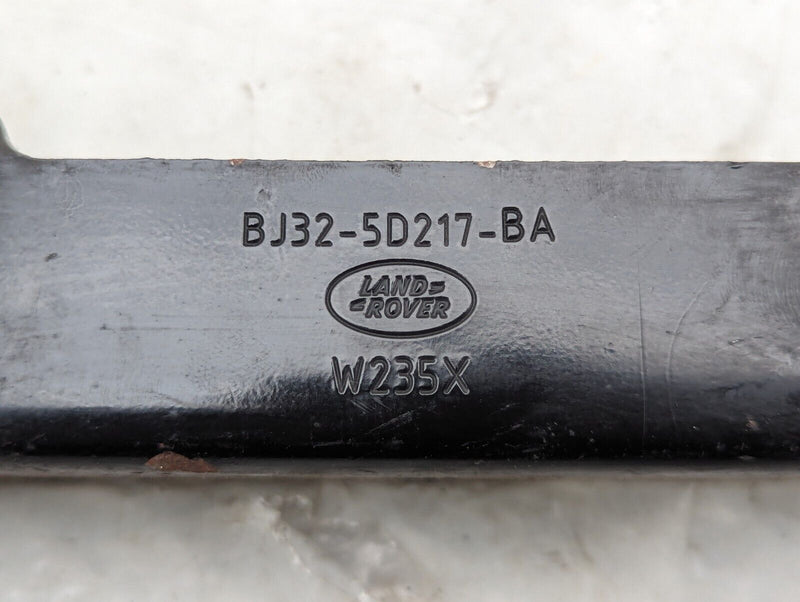 BJ32-5D217-BA
LAND
ROVER
W235X